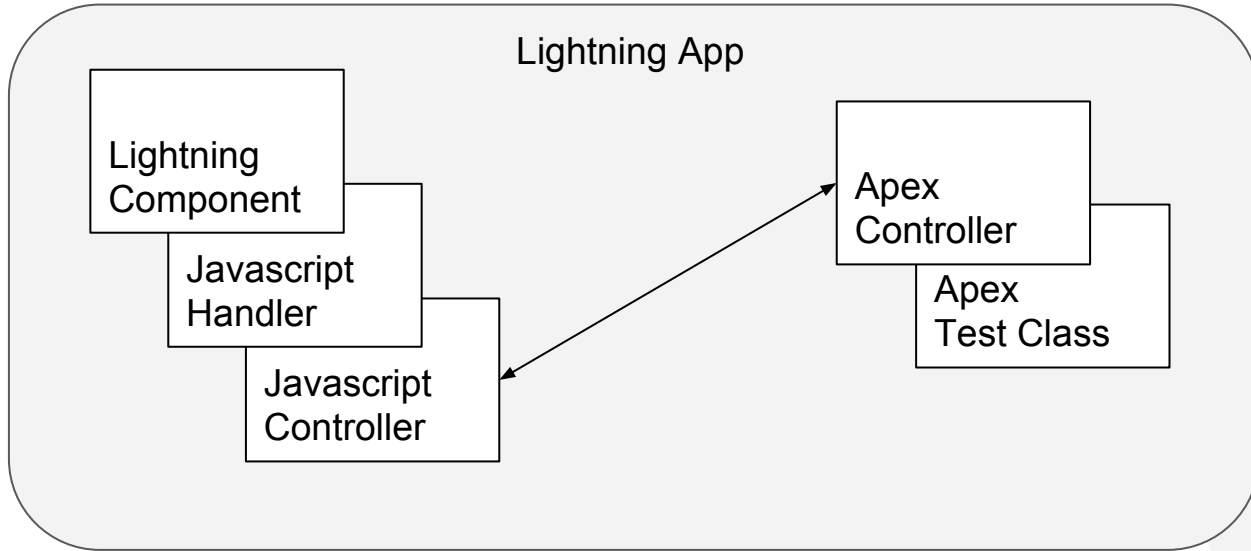 Lightning App
Lightning
Component
Javascript
Handler
Javascript
Controller
Apex
Controller
Apex
Test Class